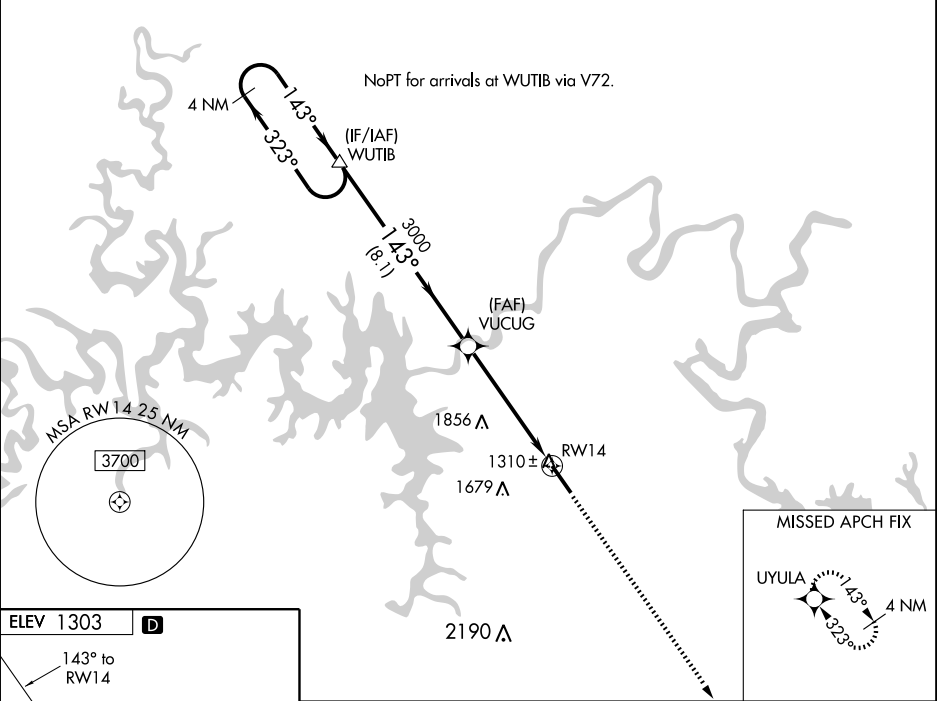 NoPT for arrivals at WUTIB via V72.
4 NM
143°
323°
(IF/IAF)
WUTIB
3000
143°
(8.1)
(FAF)
VUCUG
1856
RW14
1310 ±
1679
2190
MSA RW14 25 NM
3700
ELEV 1303
D
143° to
RW14
MISSED APCH FIX
UYULA
143°
4 NM
323°